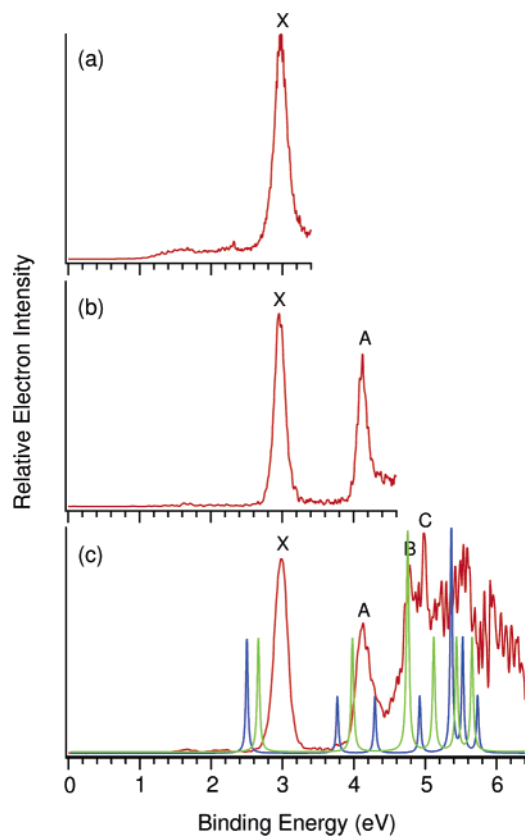 X
(a)
(b)
X
A
(c)
X
A
B
C
0 1 2 3 4 5 6
Binding Energy (eV)
Relative Electron Intensity